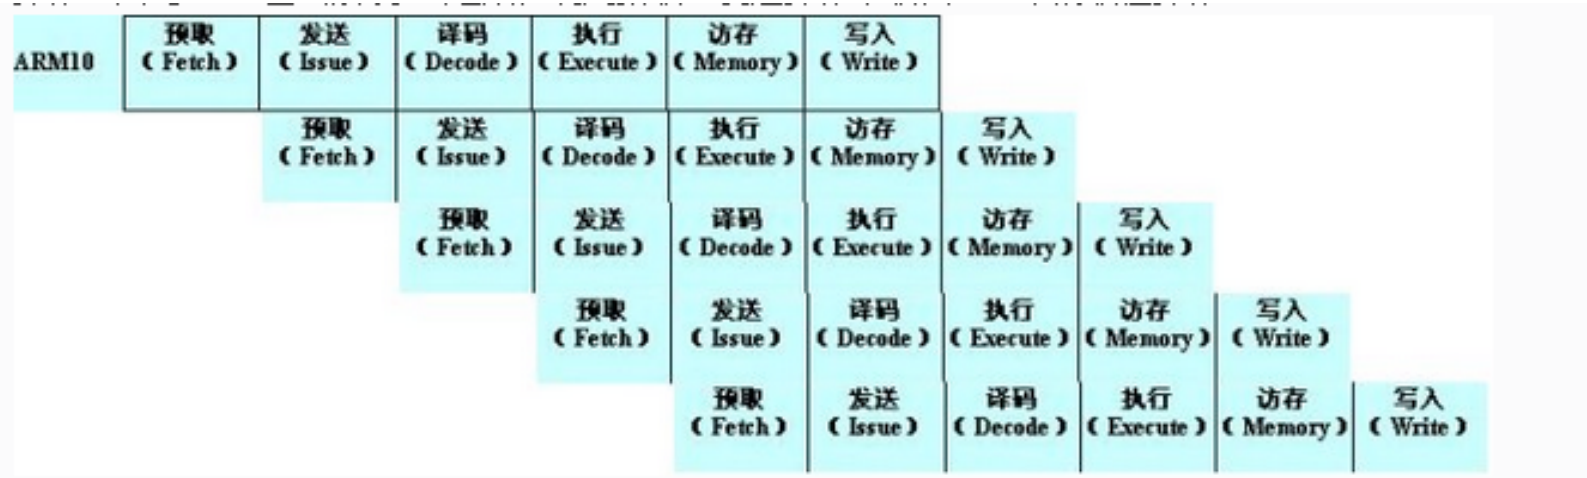 预取 发送 译码 执行 访存 写入
ARM10 (Fetch) (Issue) (Decode) (Execute) (Memory) (Write)
预取 发送 译码 执行 访存 写入
(Fetch) (Issue) (Decode) (Execute) (Memory) (Write)
预取 发送 译码 执行 访存 写入
(Fetch) (Issue) (Decode) (Execute) (Memory) (Write)
预取 发送 译码 执行 访存 写入
(Fetch) (Issue) (Decode) (Execute) (Memory) (Write)
预取 发送 译码 执行 访存 写入
(Fetch) (Issue) (Decode) (Execute) (Memory) (Write)